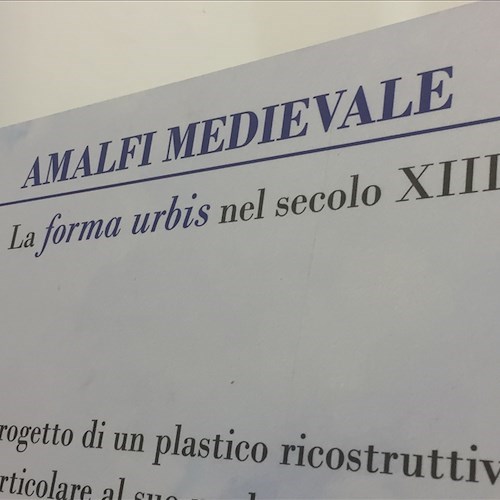 AMALFI MEDIEVALE
La forma urbis nel secolo XIII
rogetto di un plastico ricostruttiv
rticolare al suo